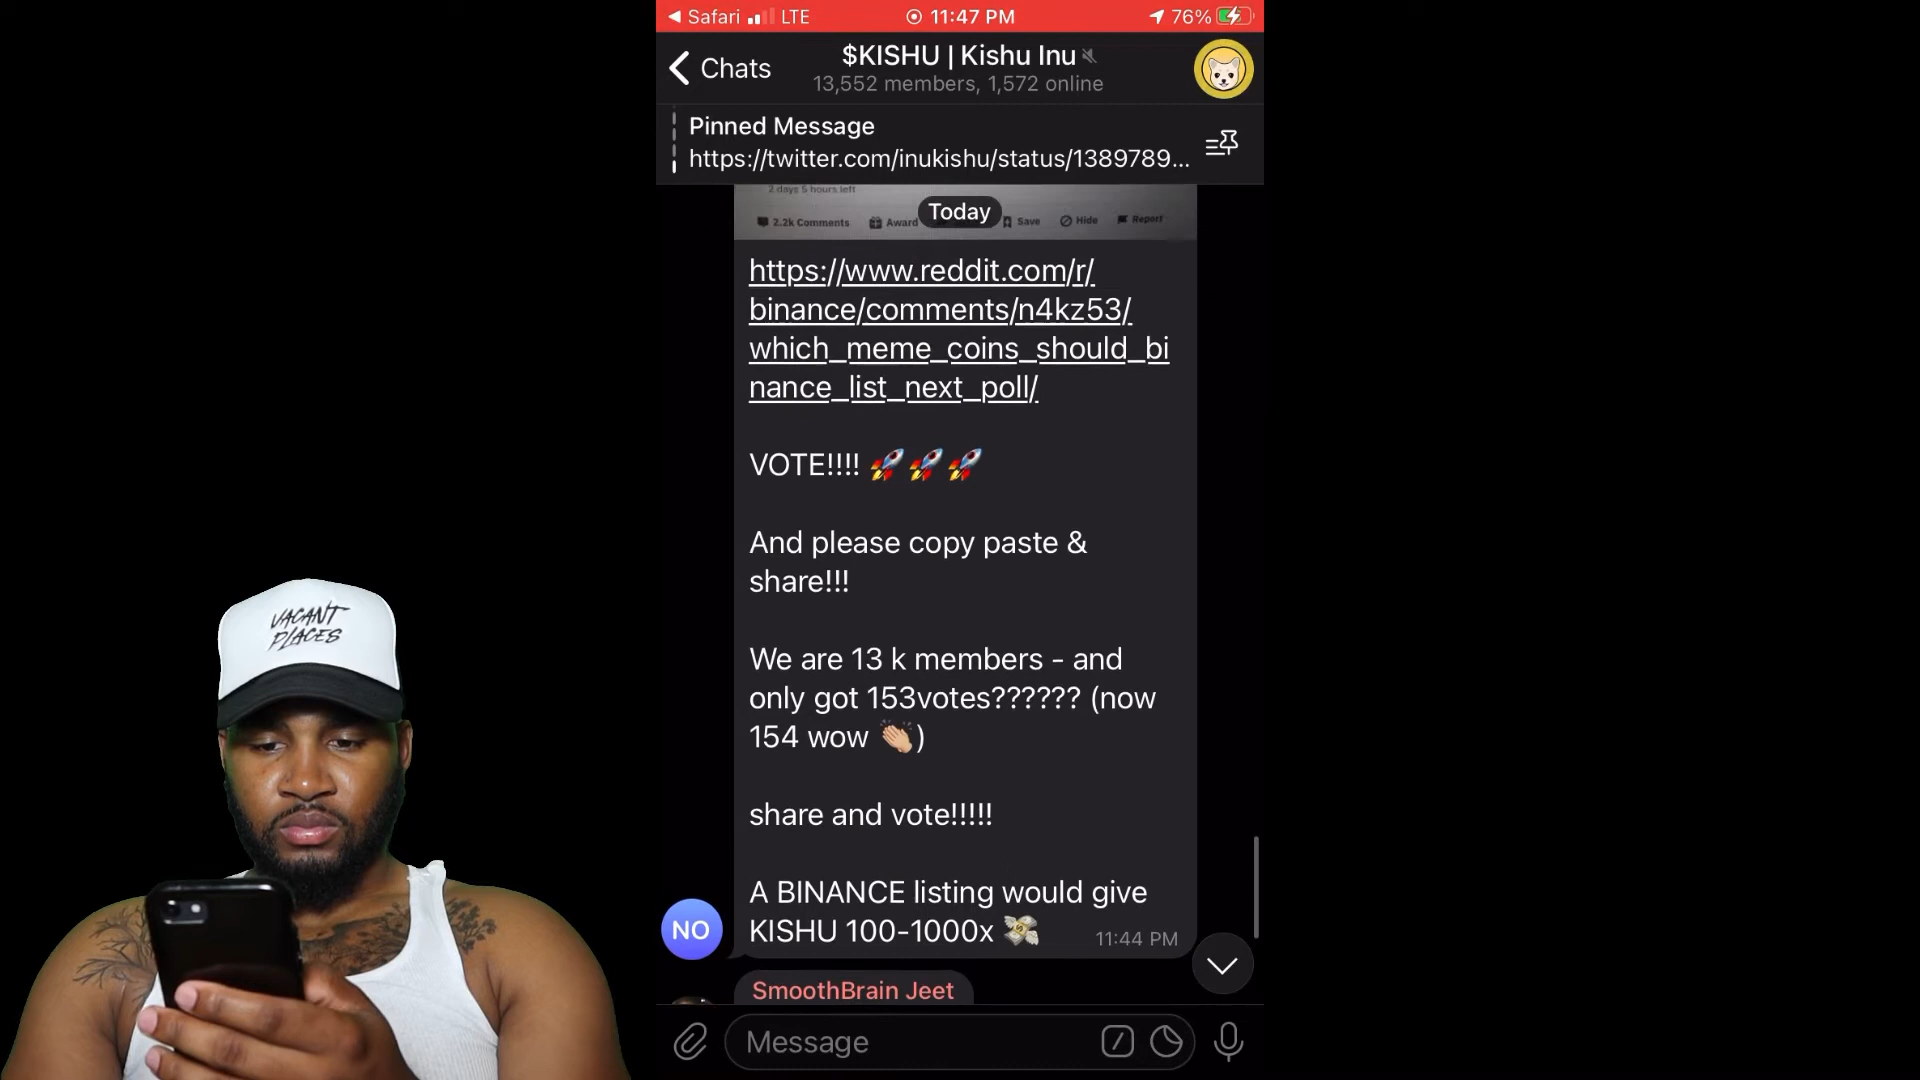 Safari LTE 11:47 PM 76%
Chats
$KISHU | Kishu Inu
13,552 members, 1,572 online
Pinned Message
https://twitter.com/inukishu/status/1389789...
2 days 5 hours left
2.2k Comments Award Save Hide Report
Today
https://www.reddit.com/r/
binance/comments/n4kz53/
which_meme_coins_should_bi
nance_list_next_poll/
VOTE!!!! 🚀🚀🚀
And please copy paste &
share!!!
We are 13 k members - and
only got 153votes?????? (now
154 wow 👏🏼)
share and vote!!!!!
A BINANCE listing would give
KISHU 100-1000x 💸
11:44 PM
NO
SmoothBrain Jeet
Message
VACANT
PLACES